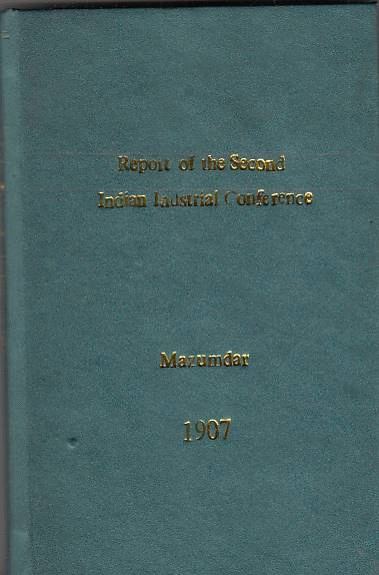 Report of the Second
Indian Industrial Conference
Mazumdar
1907